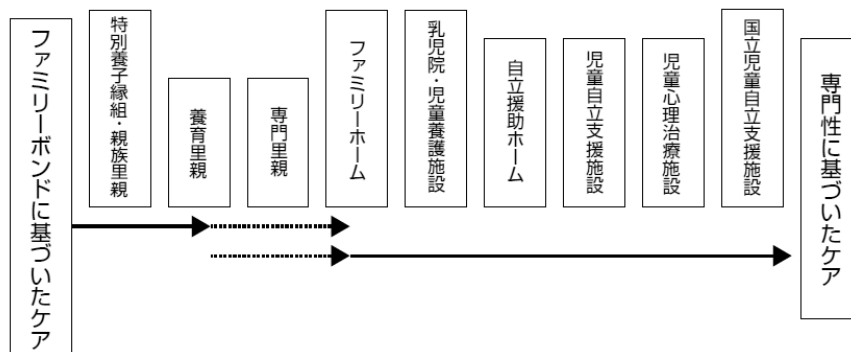 ファミリーボンドに基づいたケア
特別養子縁組・親族里親
養育里親
専門里親
ファミリーホーム
乳児院・児童養護施設
自立援助ホーム
児童自立支援施設
児童心理治療施設
国立児童自立支援施設
専門性に基づいたケア